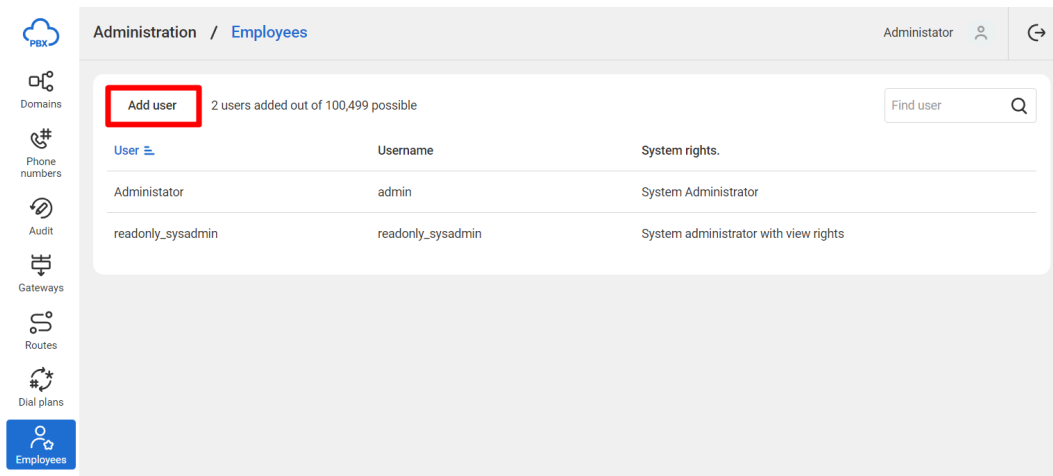 PBX
Administration / Employees
Administator
Domains
Phone
numbers
Audit
Gateways
Routes
Dial plans
Employees
Add user
2 users added out of 100,499 possible
Find user
User Username System rights.
Administator admin System Administrator
readonly_sysadmin readonly_sysadmin System administrator with view rights